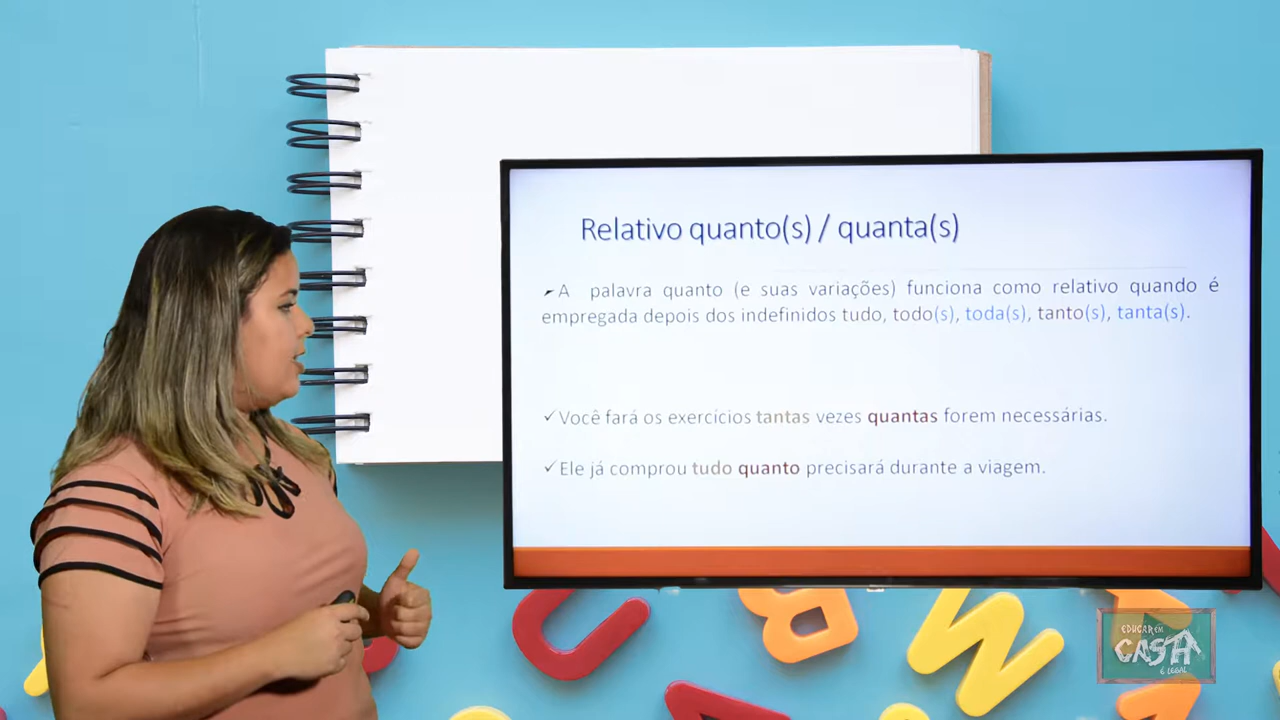 Relativo quanto(s) / quanta(s)
➤A palavra quanto (e suas variações) funciona como relativo quando é
empregada depois dos indefinidos tudo, todo(s), toda(s), tanto(s), tanta(s).
✓Você fará os exercícios tantas vezes quantas forem necessárias.
✓Ele já comprou tudo quanto precisará durante a viagem.
EDUCAR EM
CASA
É LEGAL